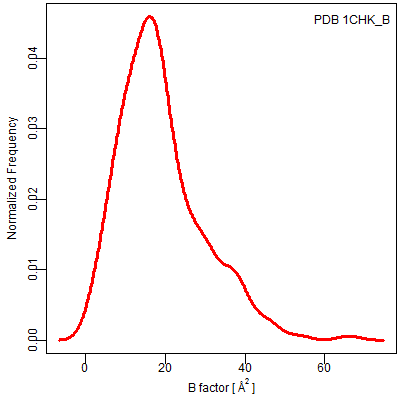 PDB 1CHK_B
Normalized Frequency
0.00 0.01 0.02 0.03 0.04
0 20 40 60
B factor [ Å2 ]